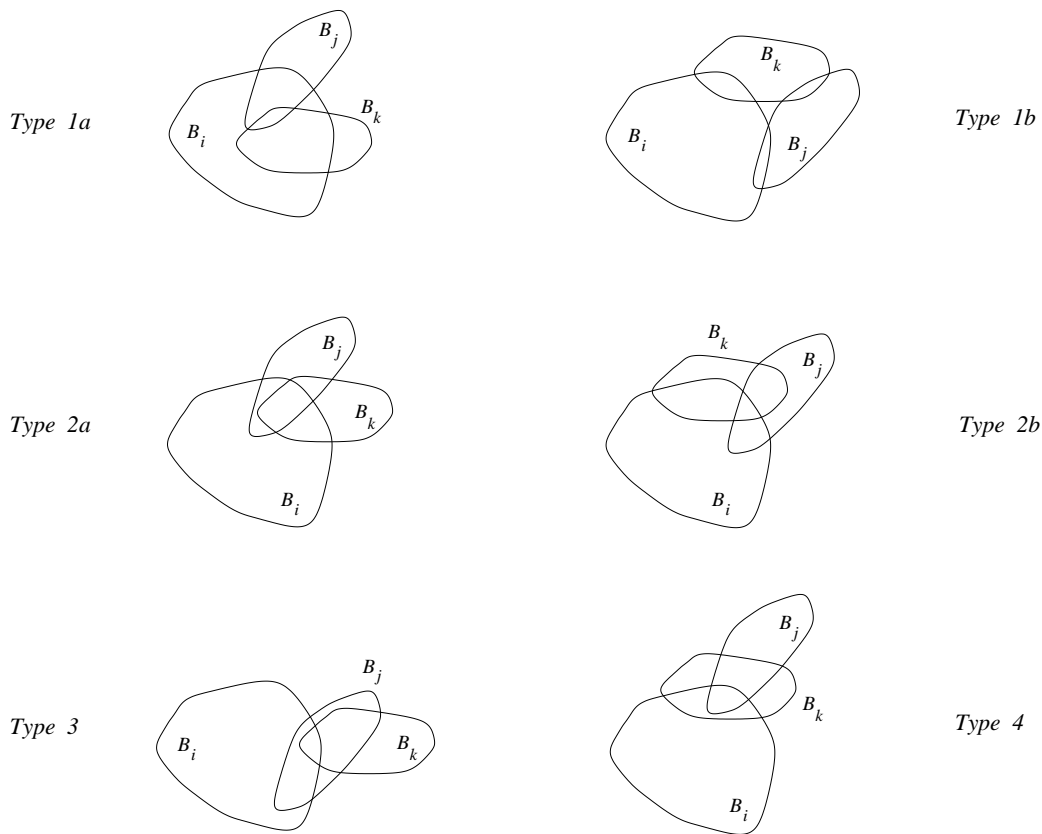 Type 1a
B_i
B_j
B_k
B_k
B_i
B_j
Type 1b
Type 2a
B_j
B_k
B_i
B_k
B_j
B_i
Type 2b
Type 3
B_i
B_j
B_k
B_j
B_k
B_i
Type 4